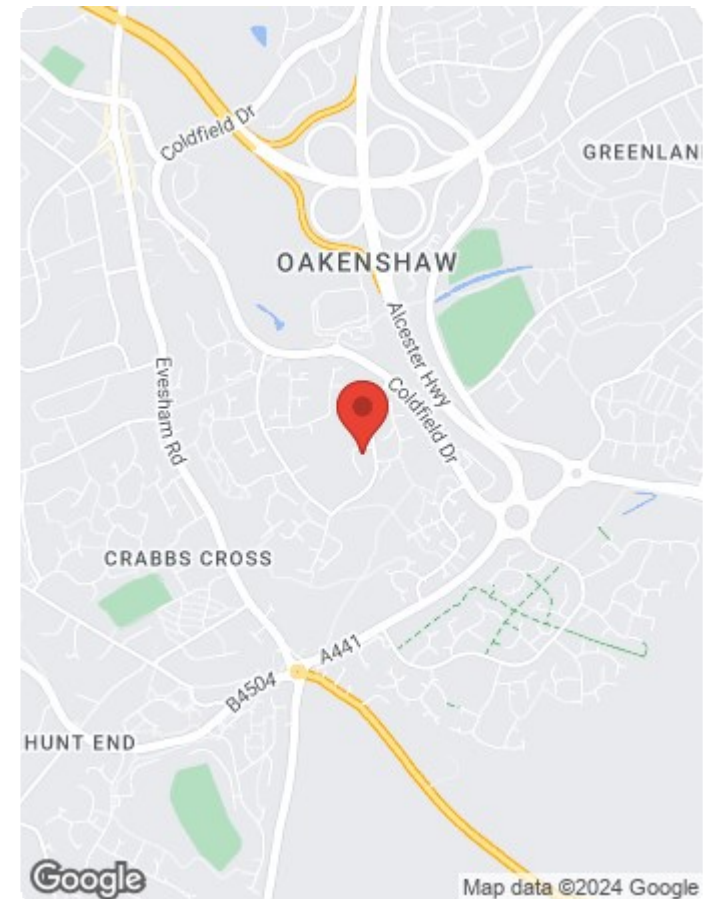 Coldfield Dr
GREENLAN
OAKENSHAW
Alcester Hwy
Coldfield Dr
Evesham Rd
CRABBS CROSS
A441
B4504
HUNT END
Google
Map data ©2024 Google